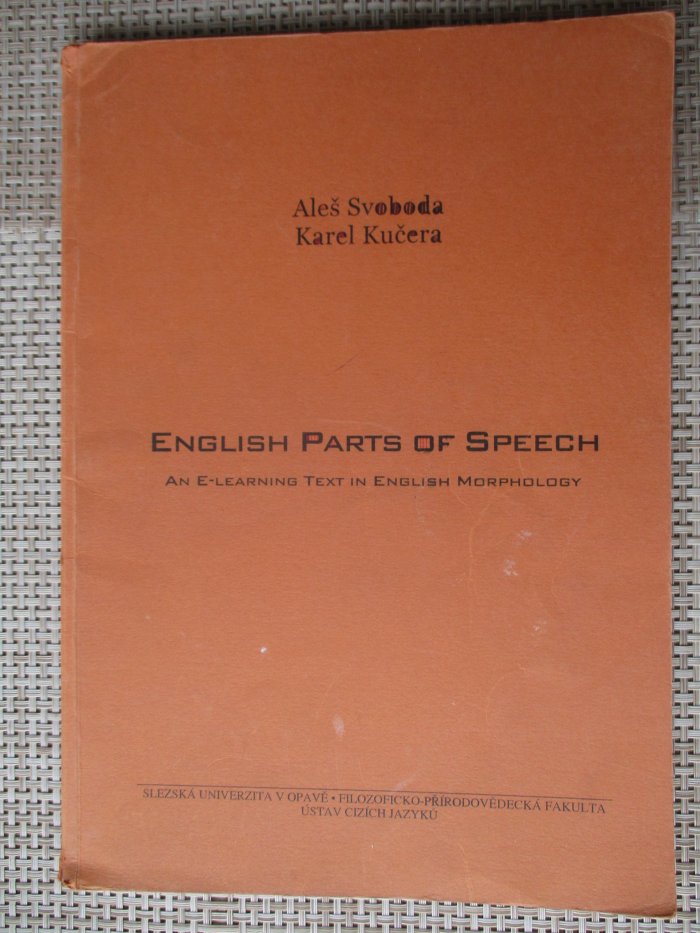 Aleš Svoboda
Karel Kučera
ENGLISH PARTS OF SPEECH
AN E-LEARNING TEXT IN ENGLISH MORPHOLOGY
SLEZSKÁ UNIVERZITA V OPAVĚ • FILOZOFICKO-PŘÍRODOVĚDECKÁ FAKULTA
ÚSTAV CIZÍCH JAZYKŮ